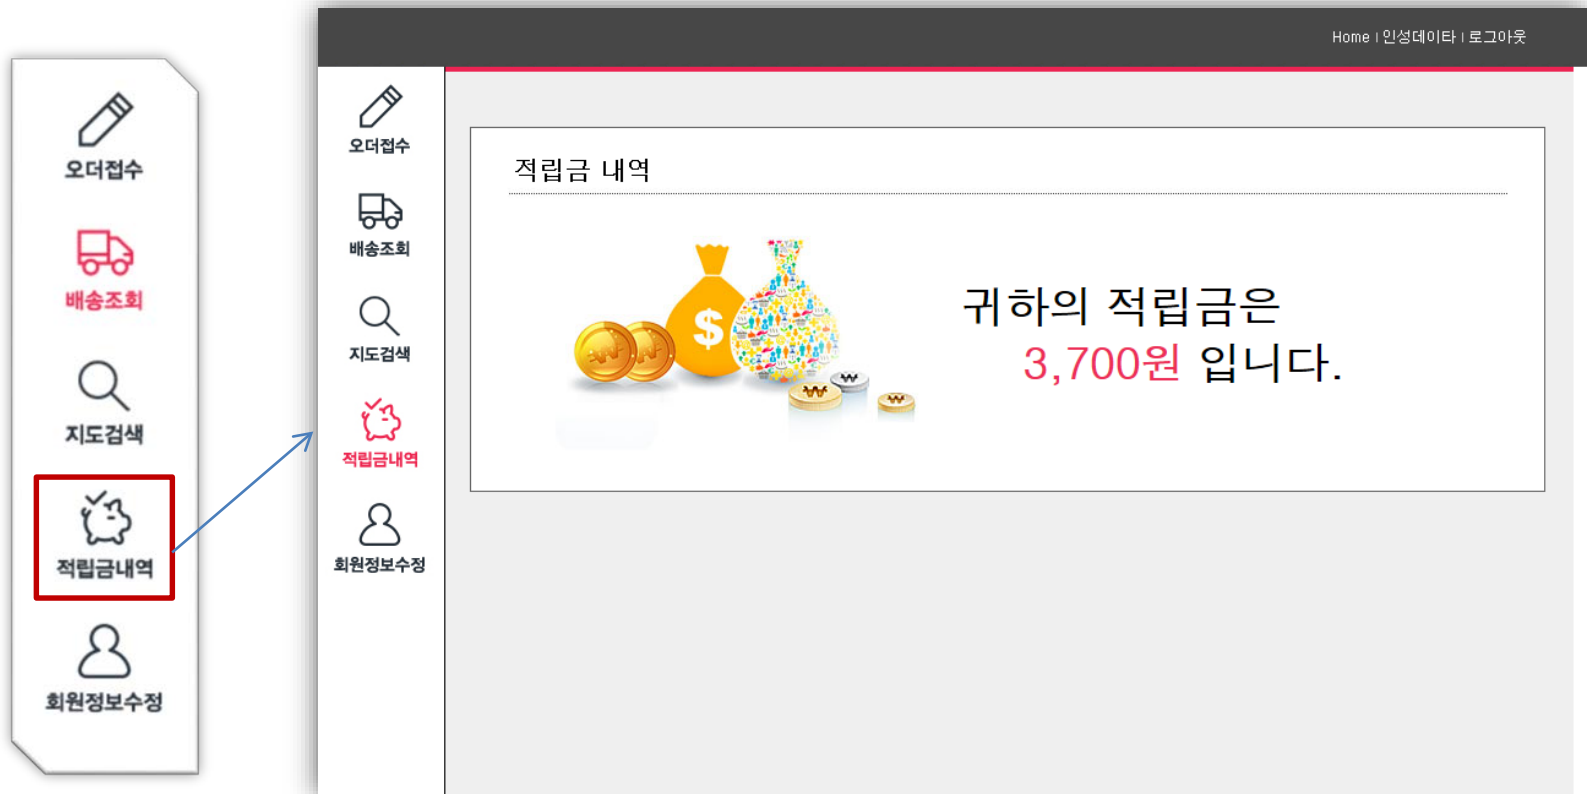 오더접수
배송조회
지도검색
적립금내역
회원정보수정
Home | 인성데이타 | 로그아웃
오더접수
배송조회
지도검색
적립금내역
회원정보수정
적립금 내역
$
귀하의 적립금은
3,700원 입니다.